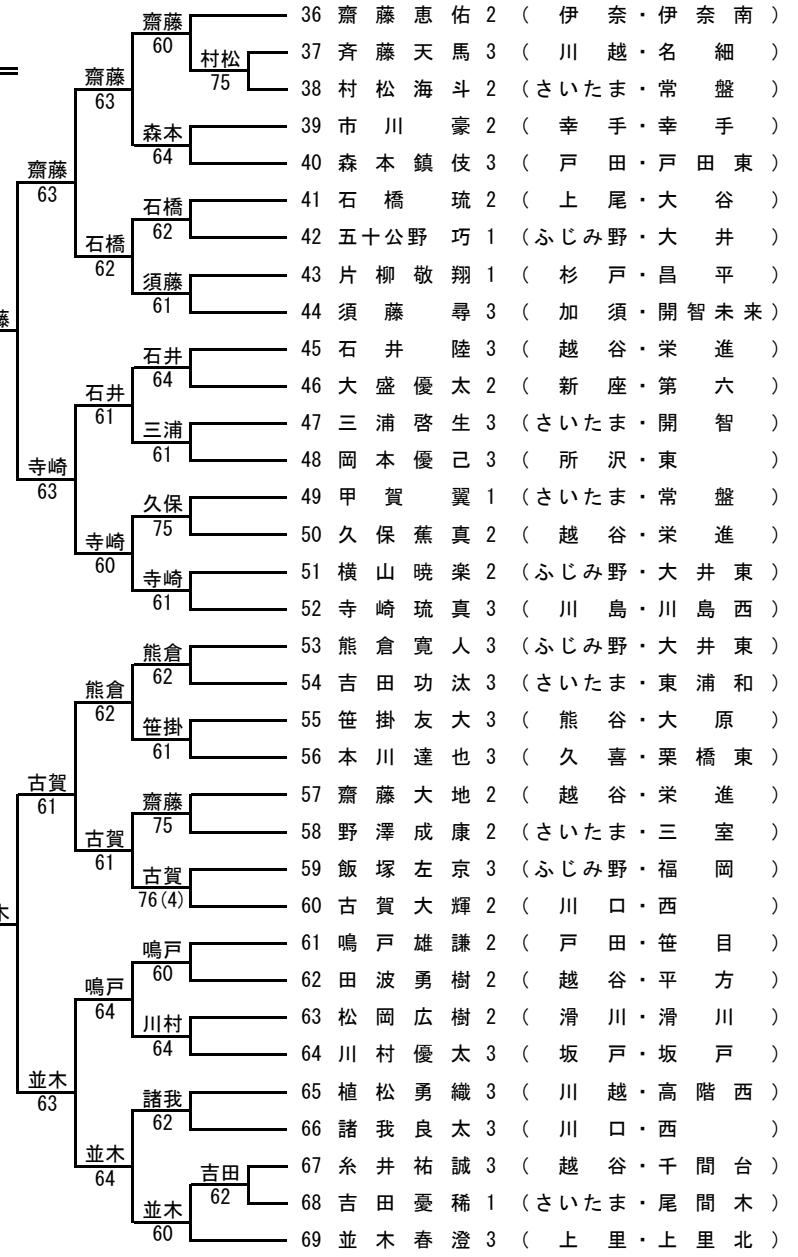 齋藤 36 齋藤恵佑 2 (伊奈・伊奈南)
60
村松 37 斉藤天馬 3 (川越・名細)
齋藤 75 38 村松海斗 2 (さいたま・常盤)
63
森本 39 市川豪 2 (幸手・幸手)
64 40 森本鎮伎 3 (戸田・戸田東)
齋藤
63
石橋 41 石橋琉 2 (上尾・大谷)
62 42 五十公野巧 1 (ふじみ野・大井)
石橋
62
須藤 43 片柳敬翔 1 (杉戸・昌平)
61 44 須藤尋 3 (加須・開智未来)
藤
石井 45 石井陸 3 (越谷・栄進)
64 46 大盛優太 2 (新座・第六)
石井
61
三浦 47 三浦啓生 3 (さいたま・開智)
61 48 岡本優己 3 (所沢・東)
寺崎
63
久保 49 甲賀翼 1 (さいたま・常盤)
75 50 久保蕉真 2 (越谷・栄進)
寺崎
60
寺崎 51 横山暁楽 2 (ふじみ野・大井東)
61 52 寺崎琉真 3 (川島・川島西)
熊倉 53 熊倉寛人 3 (ふじみ野・大井東)
62 54 吉田功汰 3 (さいたま・東浦和)
熊倉
62
笹掛 55 笹掛友大 3 (熊谷・大原)
61 56 本川達也 3 (久喜・栗橋東)
古賀
61
齋藤 57 齋藤大地 2 (越谷・栄進)
75 58 野澤成康 2 (さいたま・三室)
古賀
61
古賀 59 飯塚左京 3 (ふじみ野・福岡)
76(4) 60 古賀大輝 2 (川口・西)
木
鳴戸 61 鳴戸雄謙 2 (戸田・笹目)
60 62 田波勇樹 2 (越谷・平方)
鳴戸
64
川村 63 松岡広樹 2 (滑川・滑川)
64 64 川村優太 3 (坂戸・坂戸)
並木
63
諸我 65 植松勇織 3 (川越・高階西)
62 66 諸我良太 3 (川口・西)
並木
64
吉田 67 糸井祐誠 3 (越谷・千間台)
62 68 吉田憂稀 1 (さいたま・尾間木)
並木
60 69 並木春澄 3 (上里・上里北)